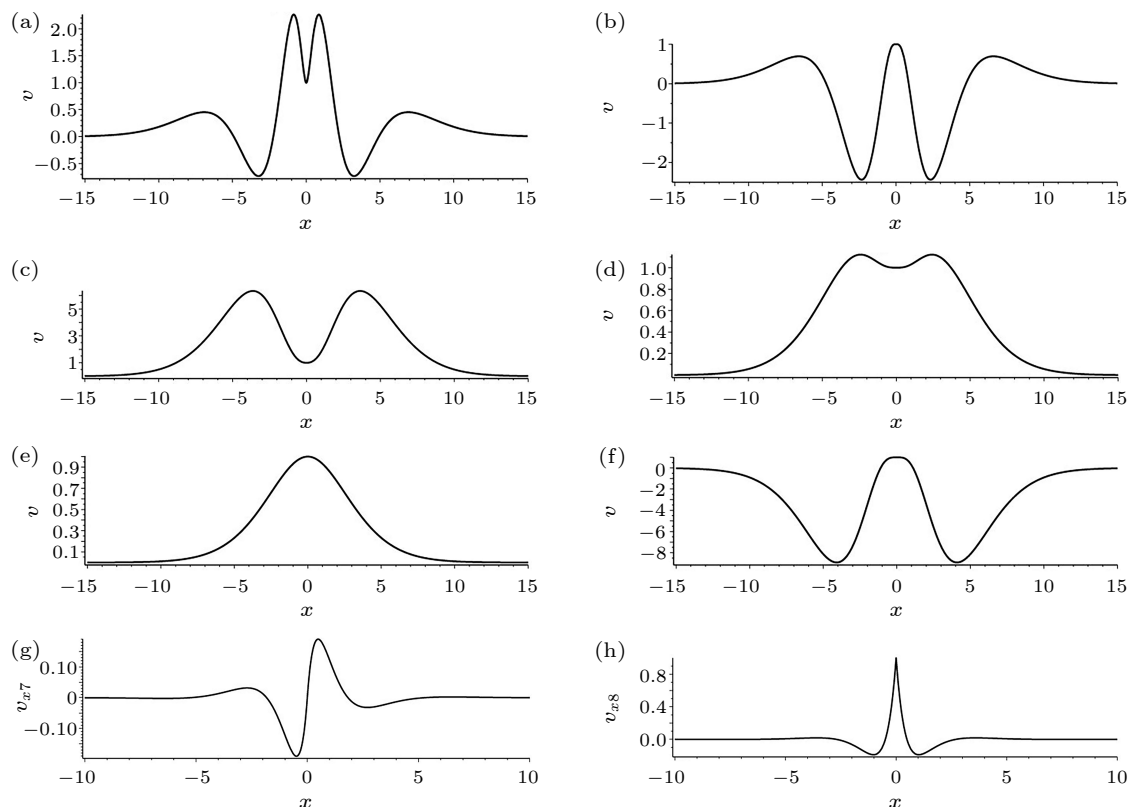 (a)
2.0
1.5
1.0
0.5
0.0
−0.5
v
−15 −10 −5 0 5 10 15
x
(b)
1
0
−1
−2
v
−15 −10 −5 0 5 10 15
x
(c)
5
3
1
v
−15 −10 −5 0 5 10 15
x
(d)
1.0
0.8
0.6
0.4
0.2
v
−15 −10 −5 0 5 10 15
x
(e)
0.9
0.7
0.5
0.3
0.1
v
−15 −10 −5 0 5 10 15
x
(f)
0
−2
−4
−6
−8
v
−15 −10 −5 0 5 10 15
x
(g)
0.10
0
−0.10
vx7
−10 −5 0 5 10
x
(h)
0.8
0.4
0.0
vx8
−10 −5 0 5 10
x